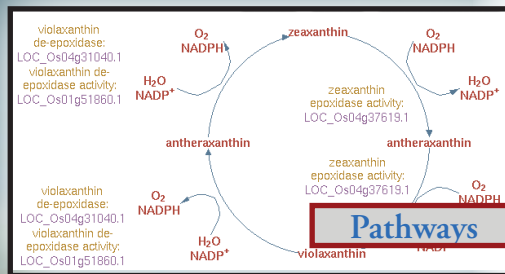 violaxanthin
de-epoxidase:
LOC_Os04g31040.1
violaxanthin de-
epoxidase activity:
LOC_Os01g51860.1
O2
NADPH
H2O
NADP+
zeaxanthin
O2
NADPH
H2O
NADP+
zeaxanthin
epoxidase activity:
LOC_Os04g37619.1
antheraxanthin
antheraxanthin
zeaxanthin
epoxidase activity:
LOC_Os04g37619.1
violaxanthin
de-epoxidase:
LOC_Os04g31040.1
violaxanthin de-
epoxidase activity:
LOC_Os01g51860.1
O2
NADPH
H2O
NADP+
O2
NADPH
Pathways
violaxanthin